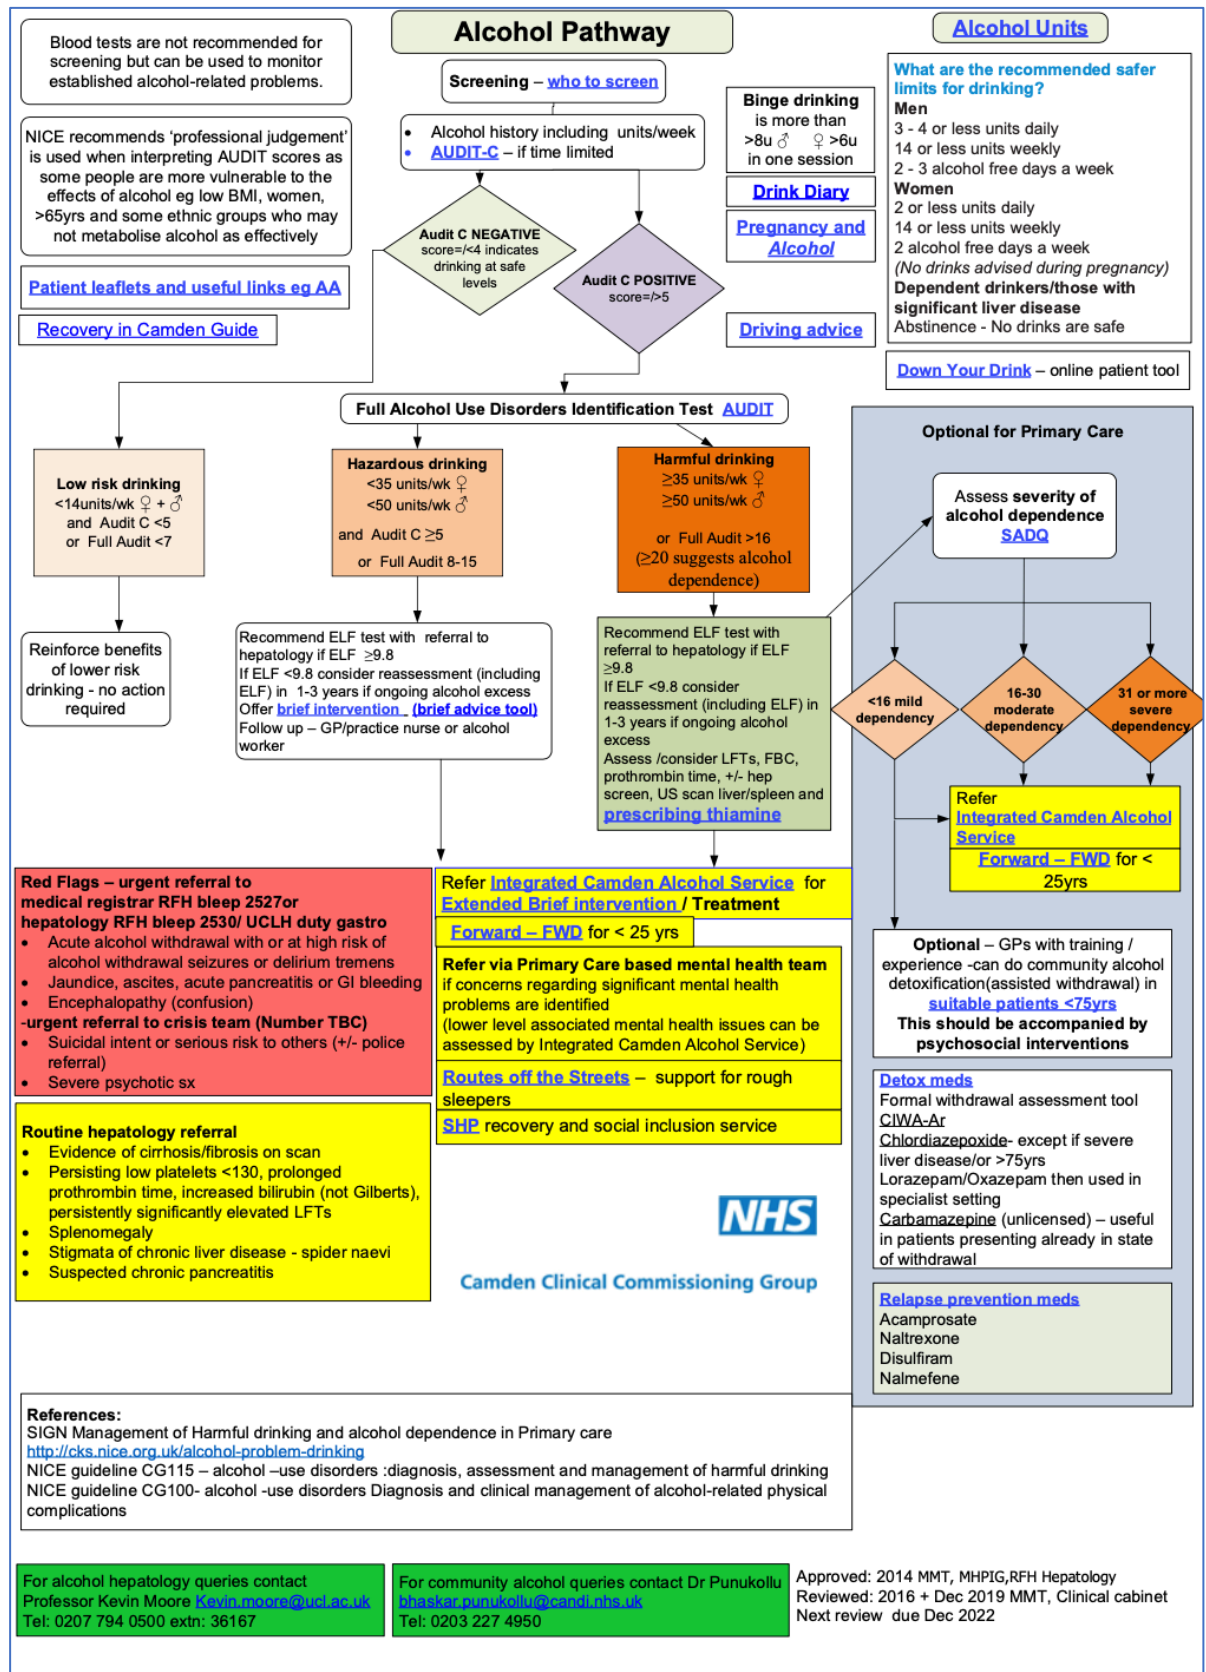 Alcohol Pathway
Alcohol Units
Blood tests are not recommended for
screening but can be used to monitor
established alcohol-related problems.
NICE recommends ‘professional judgement’
is used when interpreting AUDIT scores as
some people are more vulnerable to the
effects of alcohol eg low BMI, women,
>65yrs and some ethnic groups who may
not metabolise alcohol as effectively
Patient leaflets and useful links eg AA
Recovery in Camden Guide
Screening – who to screen
• Alcohol history including units/week
• AUDIT-C – if time limited
Audit C NEGATIVE
score=/<4 indicates
drinking at safe
levels
Audit C POSITIVE
score=/>5
Binge drinking
is more than
>8u ♂ ♀ >6u
in one session
Drink Diary
Pregnancy and
Alcohol
Driving advice
What are the recommended safer
limits for drinking?
Men
3 - 4 or less units daily
14 or less units weekly
2 - 3 alcohol free days a week
Women
2 or less units daily
14 or less units weekly
2 alcohol free days a week
(No drinks advised during pregnancy)
Dependent drinkers/those with
significant liver disease
Abstinence - No drinks are safe
Down Your Drink – online patient tool
Full Alcohol Use Disorders Identification Test AUDIT
Low risk drinking
<14units/wk ♀ + ♂
and Audit C <5
or Full Audit <7
Hazardous drinking
<35 units/wk ♀
<50 units/wk ♂
and Audit C ≥5
or Full Audit 8-15
Harmful drinking
≥35 units/wk ♀
≥50 units/wk ♂
or Full Audit >16
(≥20 suggests alcohol
dependence)
Reinforce benefits
of lower risk
drinking - no action
required
Recommend ELF test with referral to
hepatology if ELF ≥9.8
If ELF <9.8 consider reassessment (including
ELF) in 1-3 years if ongoing alcohol excess
Offer brief intervention (brief advice tool)
Follow up – GP/practice nurse or alcohol
worker
Recommend ELF test with
referral to hepatology if ELF
≥9.8
If ELF <9.8 consider
reassessment (including ELF) in
1-3 years if ongoing alcohol
excess
Assess /consider LFTs, FBC,
prothrombin time, +/- hep
screen, US scan liver/spleen and
prescribing thiamine
Optional for Primary Care
Assess severity of
alcohol dependence
SADQ
<16 mild
dependency
16-30
moderate
dependency
31 or more
severe
dependency
Refer
Integrated Camden Alcohol
Service
Forward – FWD for <
25yrs
Optional – GPs with training /
experience -can do community alcohol
detoxification(assisted withdrawal) in
suitable patients <75yrs
This should be accompanied by
psychosocial interventions
Detox meds
Formal withdrawal assessment tool
CIWA-Ar
Chlordiazepoxide- except if severe
liver disease/or >75yrs
Lorazepam/Oxazepam then used in
specialist setting
Carbamazepine (unlicensed) – useful
in patients presenting already in state
of withdrawal
Relapse prevention meds
Acamprosate
Naltrexone
Disulfiram
Nalmefene
Red Flags – urgent referral to
medical registrar RFH bleep 2527or
hepatology RFH bleep 2530/ UCLH duty gastro
• Acute alcohol withdrawal with or at high risk of
alcohol withdrawal seizures or delirium tremens
• Jaundice, ascites, acute pancreatitis or GI bleeding
• Encephalopathy (confusion)
-urgent referral to crisis team (Number TBC)
• Suicidal intent or serious risk to others (+/- police
referral)
• Severe psychotic sx
Routine hepatology referral
• Evidence of cirrhosis/fibrosis on scan
• Persisting low platelets <130, prolonged
prothrombin time, increased bilirubin (not Gilberts),
persistently significantly elevated LFTs
• Splenomegaly
• Stigmata of chronic liver disease - spider naevi
• Suspected chronic pancreatitis
Refer Integrated Camden Alcohol Service for
Extended Brief intervention / Treatment
Forward – FWD for < 25 yrs
Refer via Primary Care based mental health team
if concerns regarding significant mental health
problems are identified
(lower level associated mental health issues can be
assessed by Integrated Camden Alcohol Service)
Routes off the Streets – support for rough
sleepers
SHP recovery and social inclusion service
NHS
Camden Clinical Commissioning Group
References:
SIGN Management of Harmful drinking and alcohol dependence in Primary care
http://cks.nice.org.uk/alcohol-problem-drinking
NICE guideline CG115 – alcohol –use disorders :diagnosis, assessment and management of harmful drinking
NICE guideline CG100- alcohol -use disorders Diagnosis and clinical management of alcohol-related physical
complications
For alcohol hepatology queries contact
Professor Kevin Moore Kevin.moore@ucl.ac.uk
Tel: 0207 794 0500 extn: 36167
For community alcohol queries contact Dr Punukollu
bhaskar.punukollu@candi.nhs.uk
Tel: 0203 227 4950
Approved: 2014 MMT, MHPIG,RFH Hepatology
Reviewed: 2016 + Dec 2019 MMT, Clinical cabinet
Next review due Dec 2022